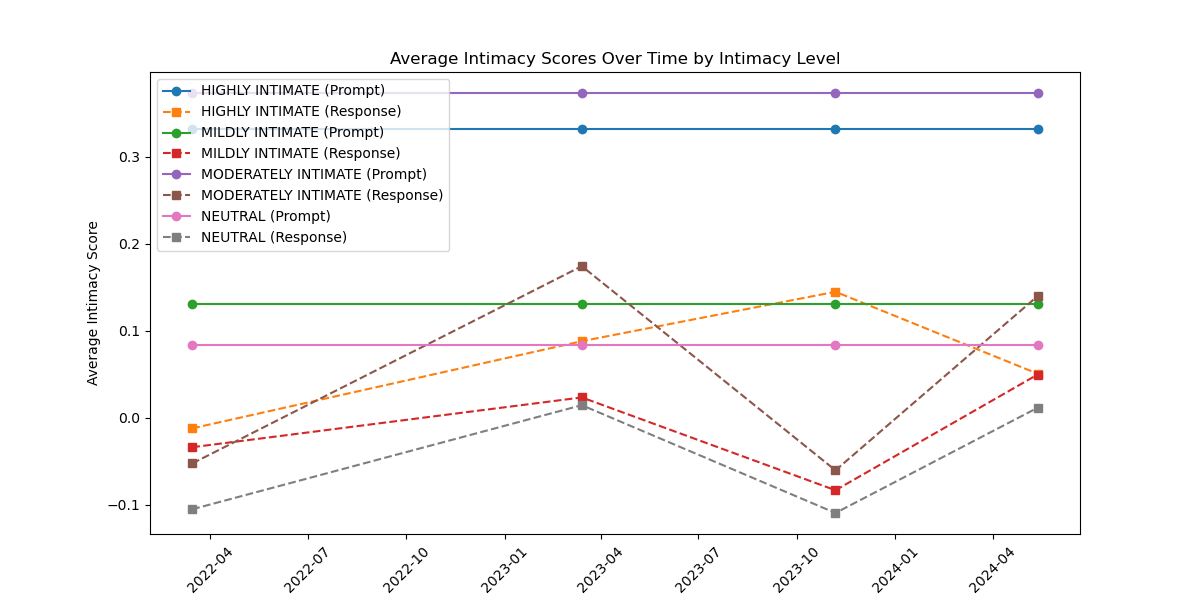 Average Intimacy Scores Over Time by Intimacy Level
HIGHLY INTIMATE (Prompt)
HIGHLY INTIMATE (Response)
MILDLY INTIMATE (Prompt)
MILDLY INTIMATE (Response)
MODERATELY INTIMATE (Prompt)
MODERATELY INTIMATE (Response)
NEUTRAL (Prompt)
NEUTRAL (Response)
Average Intimacy Score
0.3
0.2
0.1
0.0
−0.1
2022-04
2022-07
2022-10
2023-01
2023-04
2023-07
2023-10
2024-01
2024-04